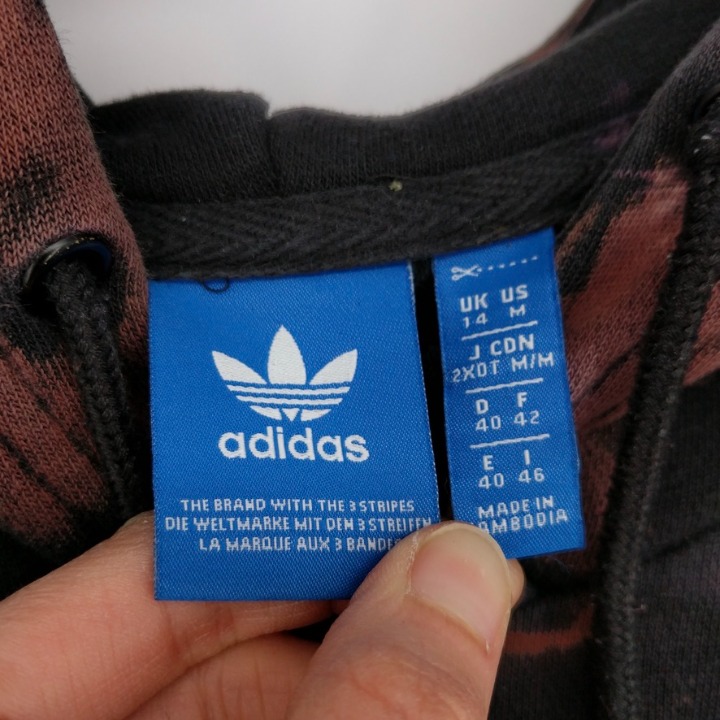 adidas
THE BRAND WITH THE 3 STRIPES
DIE WELTMARKE MIT DEN 3 STREIFEN
LA MARQUE AUX 3 BANDES
UK US
14 M
J CDN
2XOT M/M
D F
40 42
E I
40 46
MADE IN
CAMBODIA